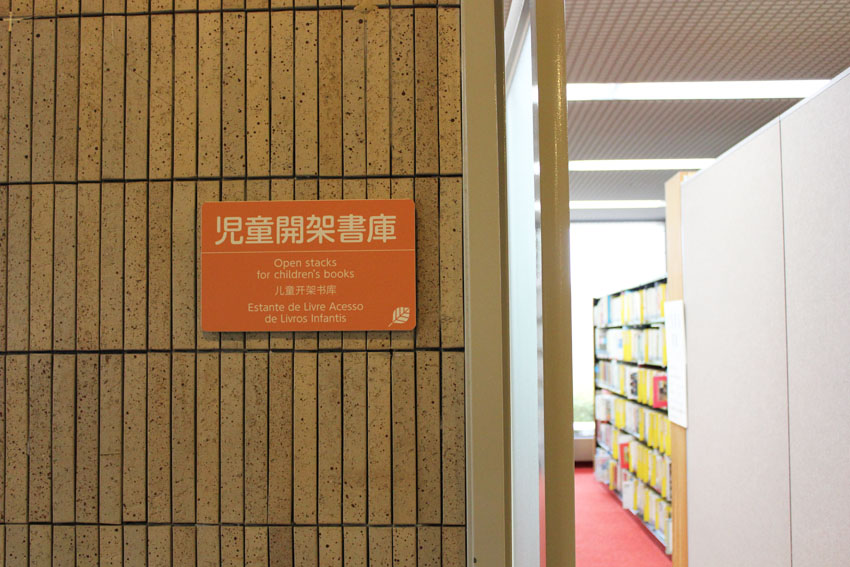 児童開架書庫
Open stacks
for children's books
儿童开架书库
Estante de Livre Acesso
de Livros Infantis